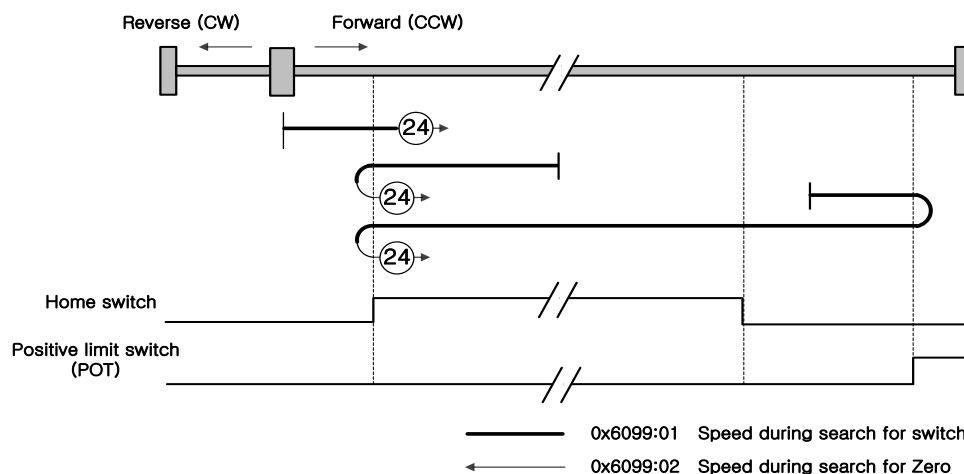 Reverse (CW)
Forward (CCW)
24
24
24
Home switch
Positive limit switch
(POT)
0x6099:01 Speed during search for switch
0x6099:02 Speed during search for Zero